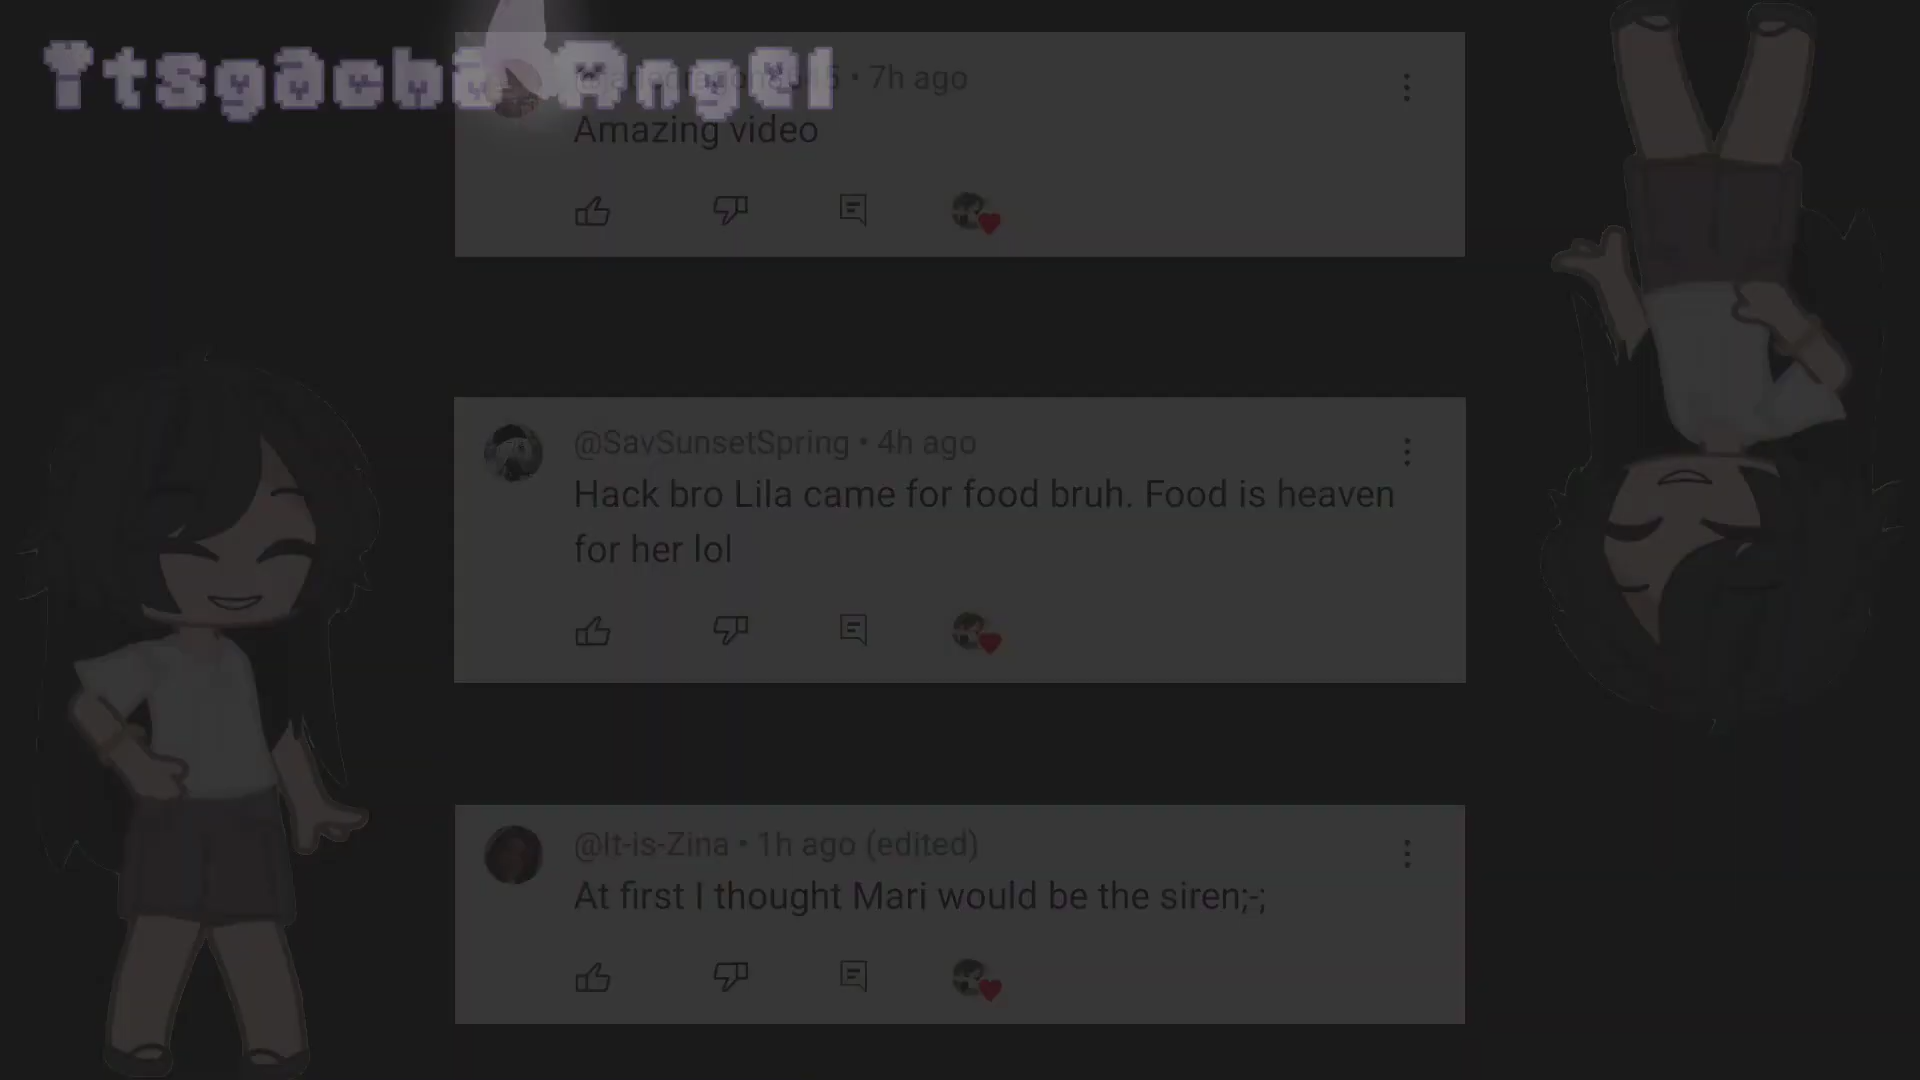 Itsgacha Angel
• 7h ago
Amazing video
@SavSunsetSpring • 4h ago
Hack bro Lila came for food bruh. Food is heaven
for her lol
@It-is-Zina • 1h ago (edited)
At first I thought Mari would be the siren;-;